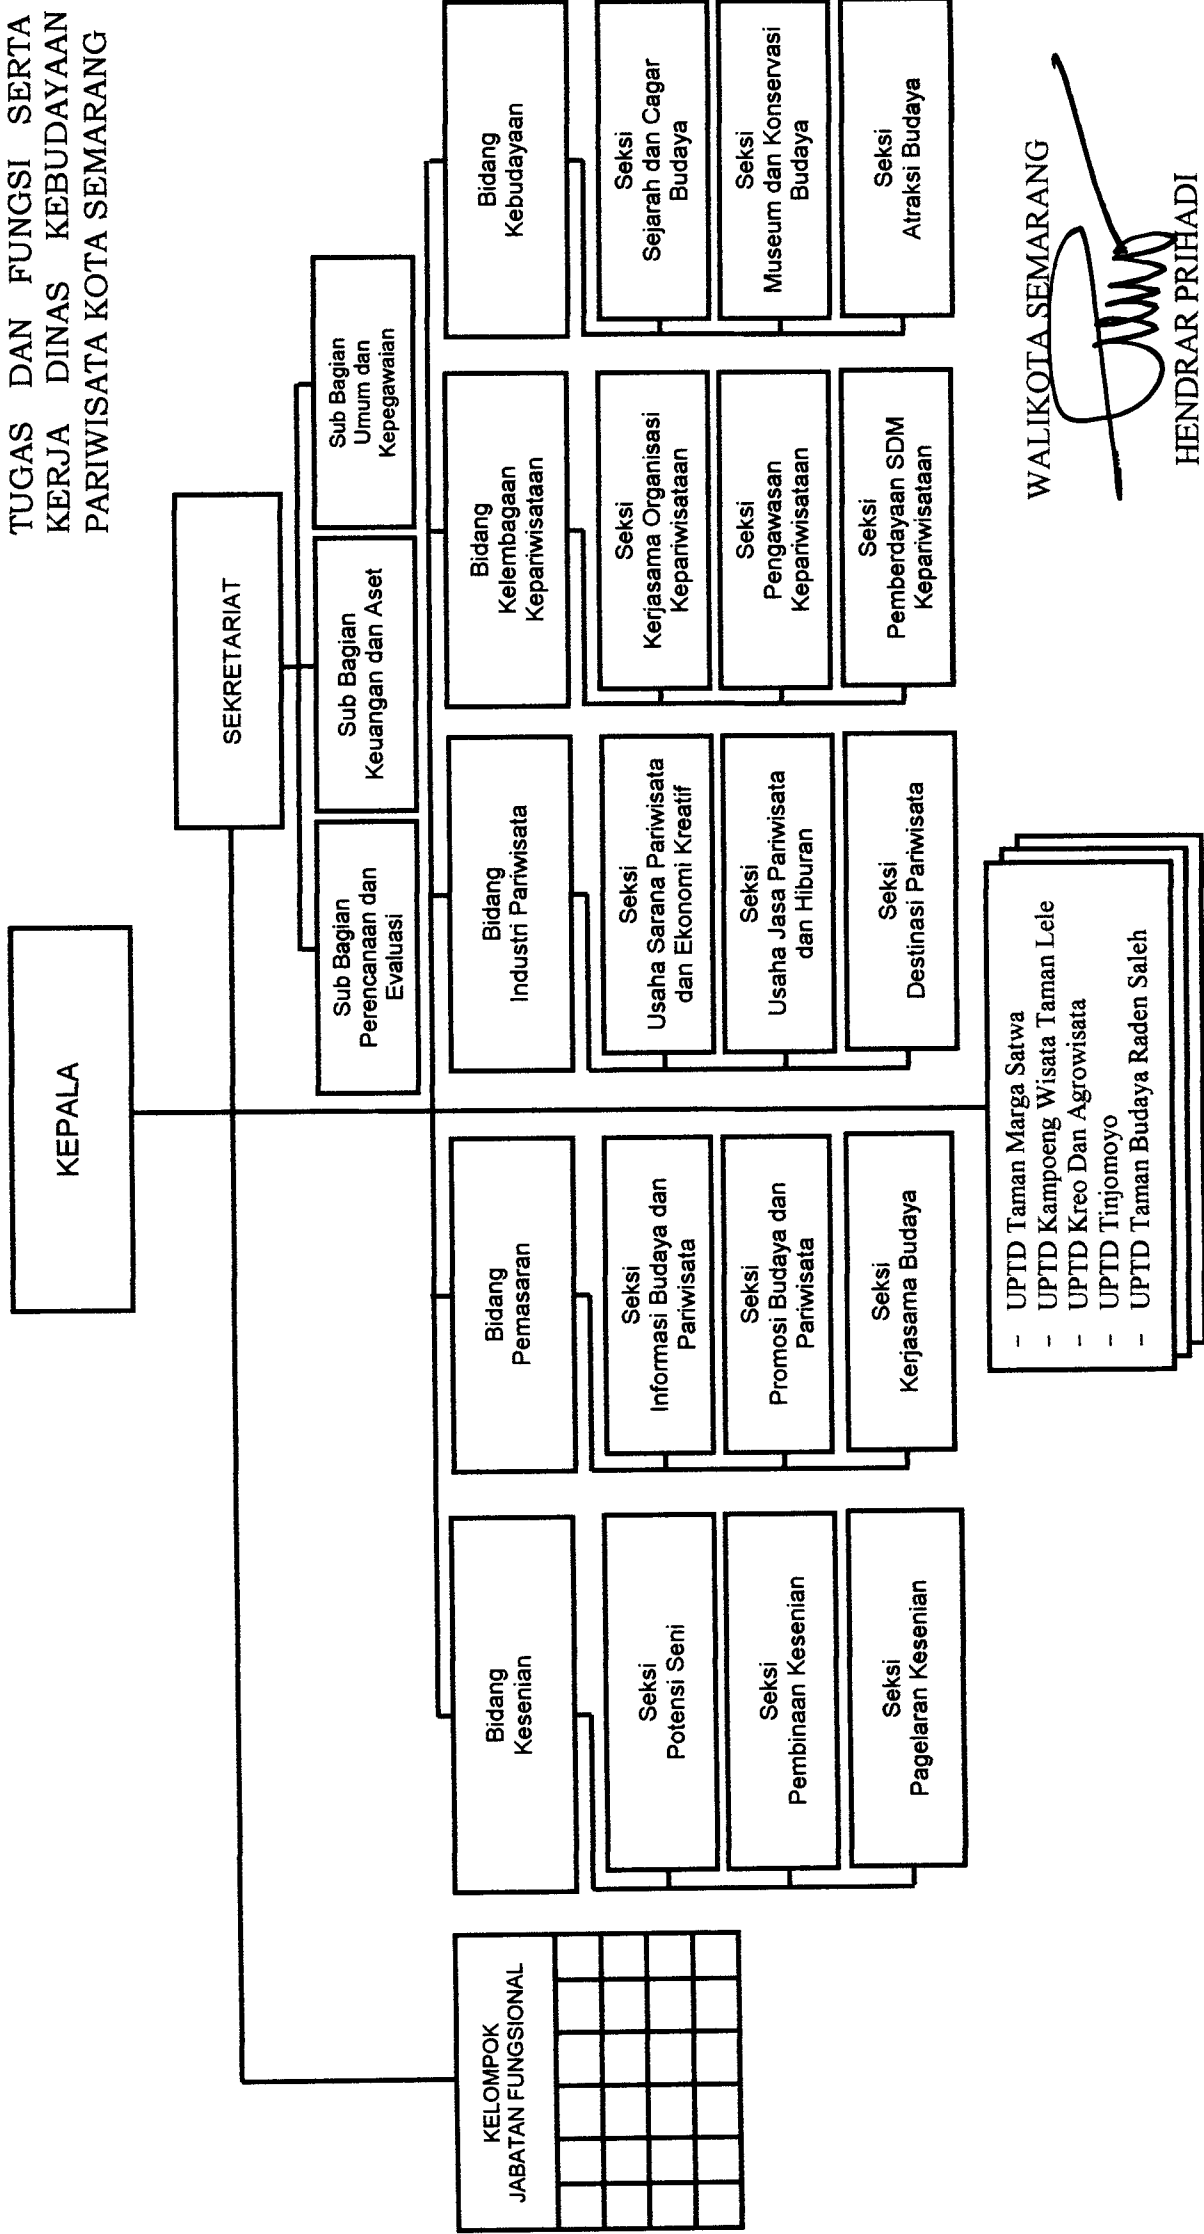 TUGAS DAN FUNGSI SERTA
KERJA DINAS KEBUDAYAAN
PARIWISATA KOTA SEMARANG
KEPALA
SEKRETARIAT
Sub Bagian
Perencanaan dan
Evaluasi
Sub Bagian
Keuangan dan Aset
Sub Bagian
Umum dan
Kepegawaian
KELOMPOK
JABATAN FUNGSIONAL
Bidang
Kesenian
Seksi
Potensi Seni
Seksi
Pembinaan Kesenian
Seksi
Pagelaran Kesenian
Bidang
Pemasaran
Seksi
Informasi Budaya dan
Pariwisata
Seksi
Promosi Budaya dan
Pariwisata
Seksi
Kerjasama Budaya
Bidang
Industri Pariwisata
Seksi
Usaha Sarana Pariwisata
dan Ekonomi Kreatif
Seksi
Usaha Jasa Pariwisata
dan Hiburan
Seksi
Destinasi Pariwisata
Bidang
Kelembagaan
Kepariwisataan
Seksi
Kerjasama Organisasi
Kepariwisataan
Seksi
Pengawasan
Kepariwisataan
Seksi
Pemberdayaan SDM
Kepariwisataan
Bidang
Kebudayaan
Seksi
Sejarah dan Cagar
Budaya
Seksi
Museum dan Konservasi
Budaya
Seksi
Atraksi Budaya
- UPTD Taman Marga Satwa
- UPTD Kampoeng Wisata Taman Lele
- UPTD Kreo Dan Agrowisata
- UPTD Tinjomoyo
- UPTD Taman Budaya Raden Saleh
WALIKOTA SEMARANG
HENDRAR PRIHADI